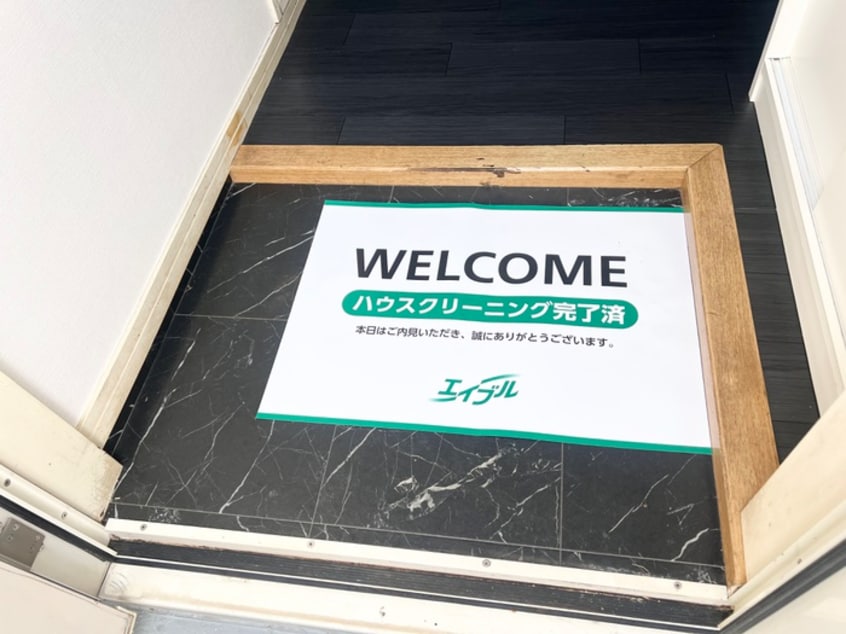 WELCOME
ハウスクリーニング完了済
本日はご内見いただき、誠にありがとうございます。
エイブル